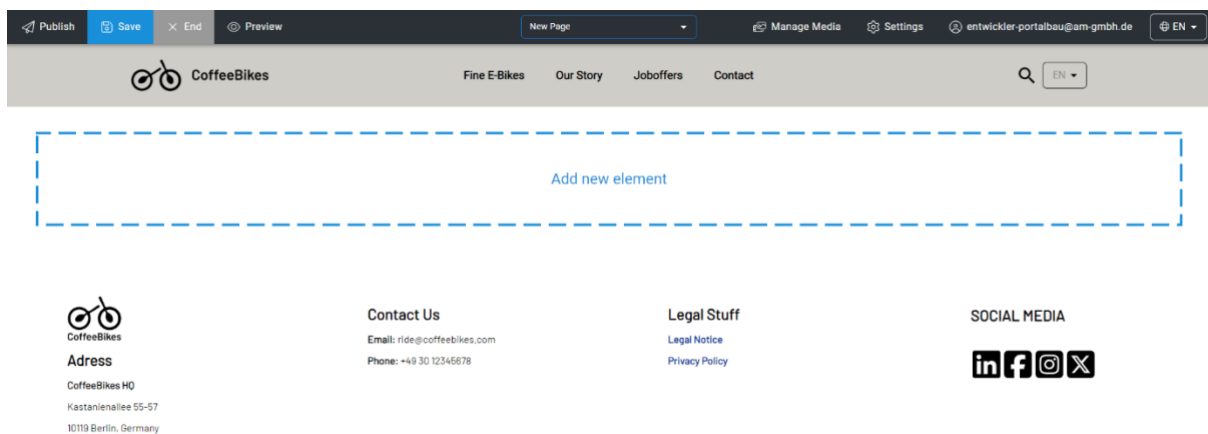 Publish Save End Preview New Page Manage Media Settings entwickler-portalbau@am-gmbh.de EN
CoffeeBikes Fine E-Bikes Our Story Joboffers Contact EN
Add new element
CoffeeBikes
Adress
CoffeeBikes HQ
Kastanienallee 55-57
10119 Berlin, Germany
Contact Us
Email: ride@coffeebikes.com
Phone: +49 30 12345678
Legal Stuff
Legal Notice
Privacy Policy
SOCIAL MEDIA
in f X